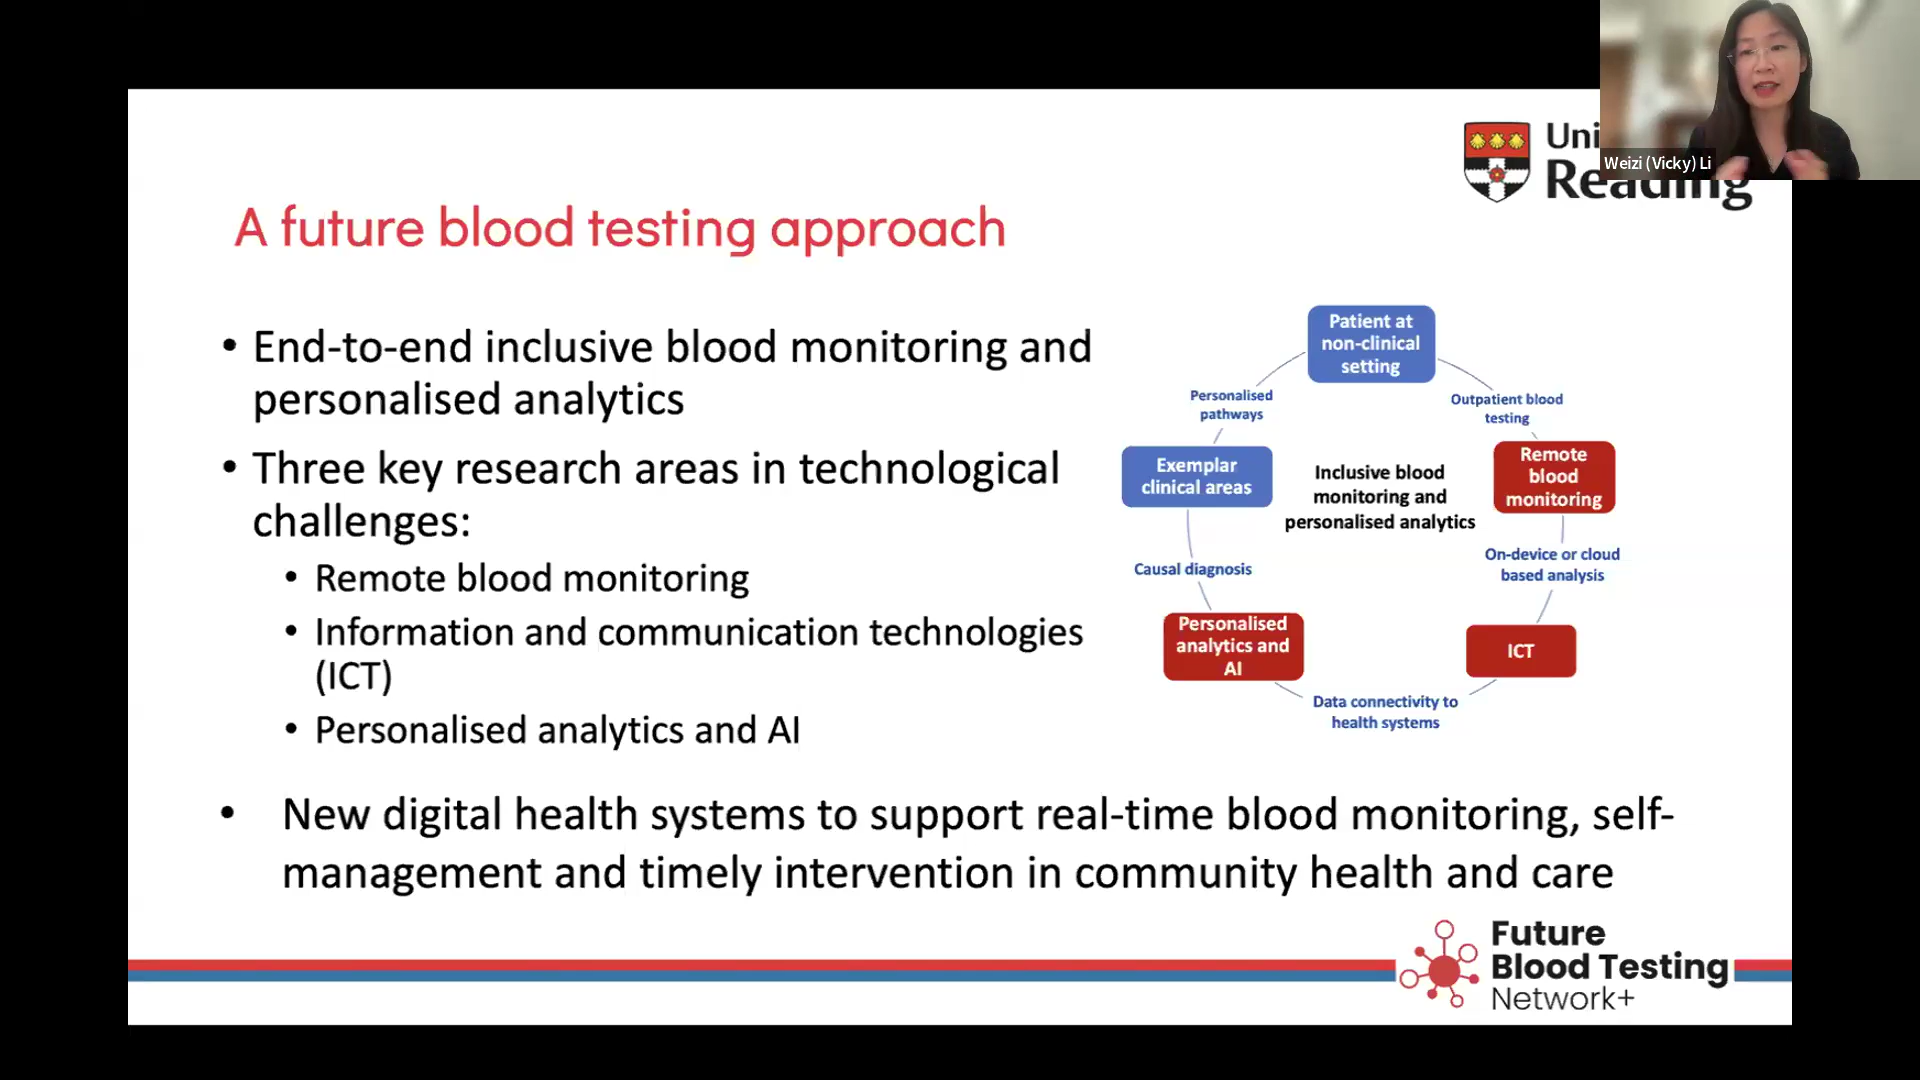 Weizi (Vicky) Li
Uni
Reading
A future blood testing approach
• End-to-end inclusive blood monitoring and
personalised analytics
• Three key research areas in technological
challenges:
• Remote blood monitoring
• Information and communication technologies
(ICT)
• Personalised analytics and AI
• New digital health systems to support real-time blood monitoring, self-
management and timely intervention in community health and care
Patient at
non-clinical
setting
Outpatient blood
testing
Remote
blood
monitoring
On-device or cloud
based analysis
ICT
Data connectivity to
health systems
Personalised
analytics and
AI
Causal diagnosis
Exemplar
clinical areas
Personalised
pathways
Inclusive blood
monitoring and
personalised analytics
Future
Blood Testing
Network+